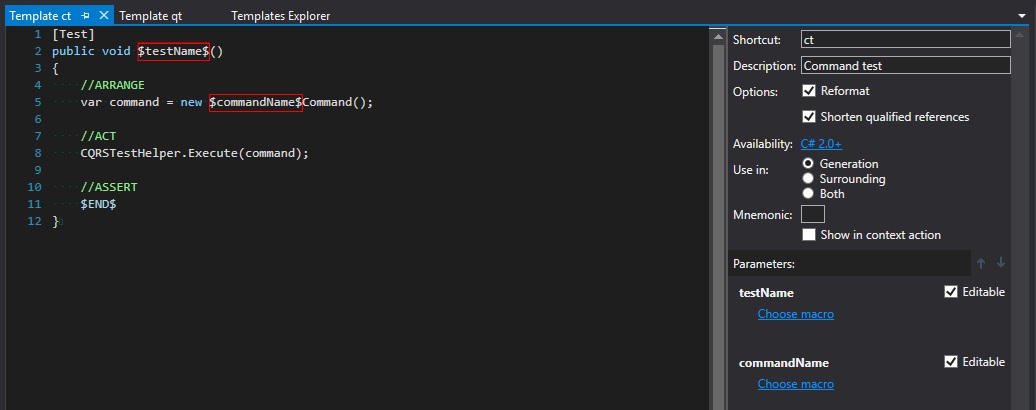 Template ct
Template qt
Templates Explorer
1 [Test]
2 public void $testName$()
3 {
4 //ARRANGE
5 var command = new $commandName$Command();
6
7 //ACT
8 CQRSTestHelper.Execute(command);
9
10 //ASSERT
11 $END$
12 }
Shortcut: ct
Description: Command test
Options: Reformat
Shorten qualified references
Availability: C# 2.0+
Use in: Generation
Surrounding
Both
Mnemonic:
Show in context action
Parameters:
testName Editable
Choose macro
commandName Editable
Choose macro